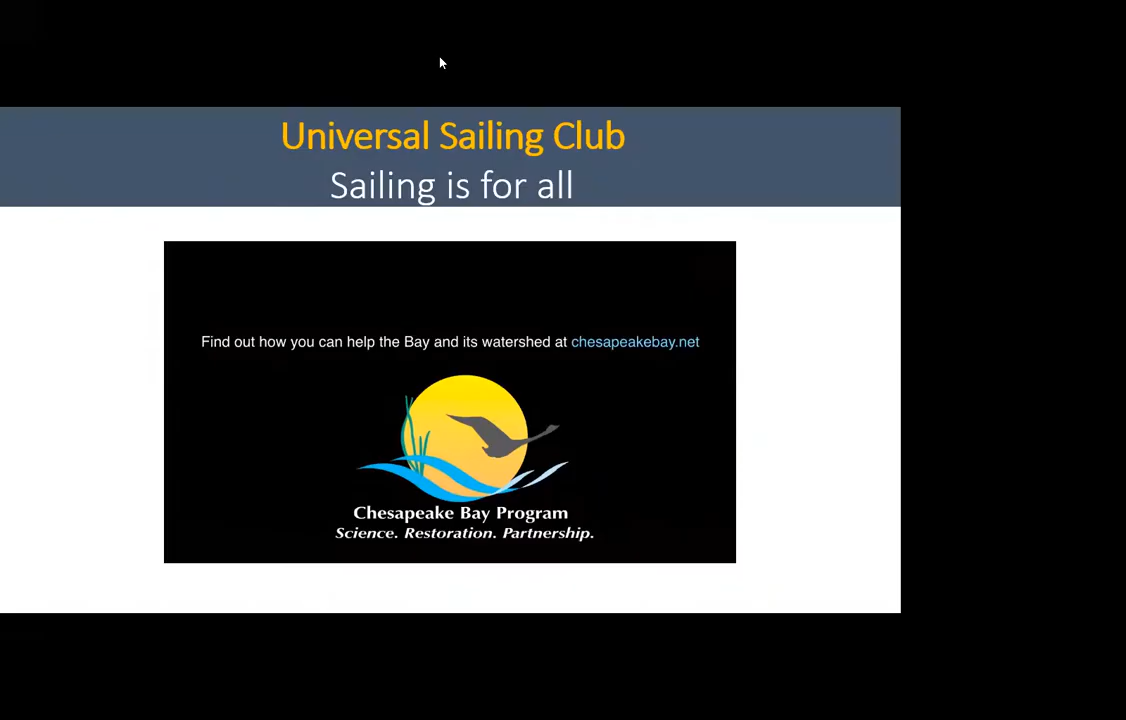 Universal Sailing Club
Sailing is for all
Find out how you can help the Bay and its watershed at chesapeakebay.net
Chesapeake Bay Program
Science. Restoration. Partnership.